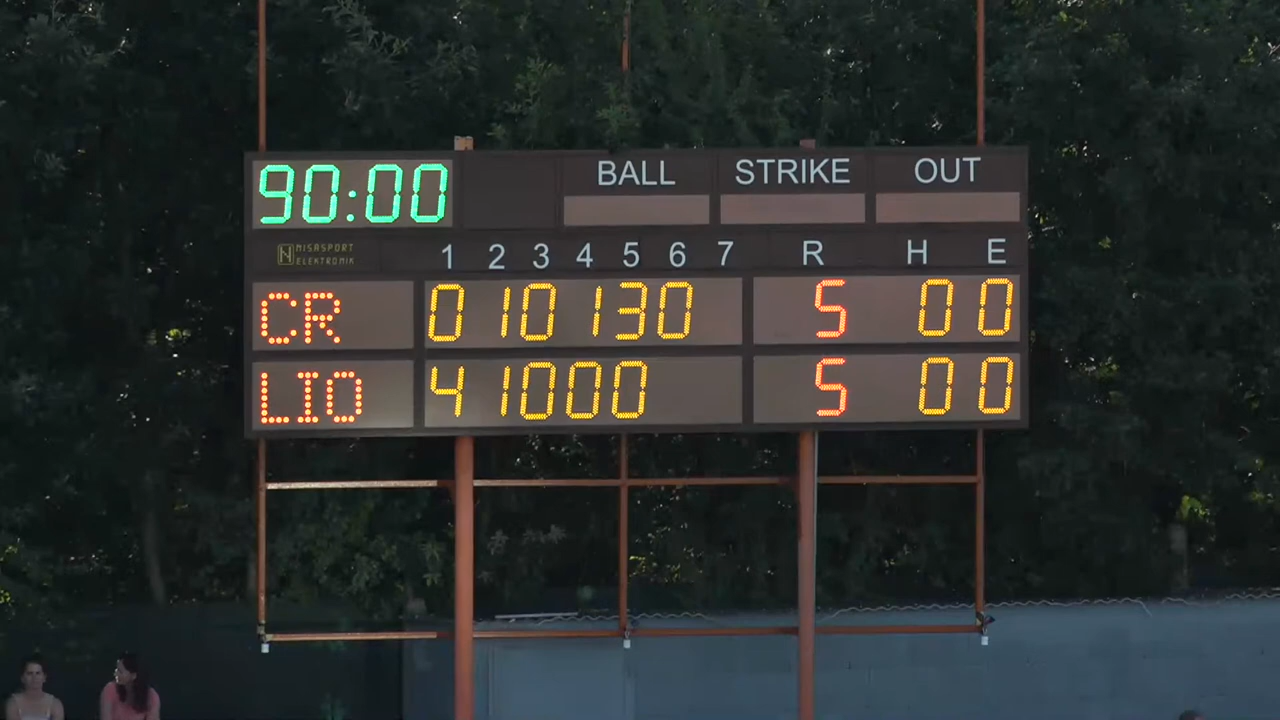 90:00 BALL STRIKE OUT
MISASPORT
ELEKTRONIK
1 2 3 4 5 6 7 R H E
CR 0 1 0 1 3 0 5 0 0
LIO 4 1 0 0 0 5 0 0